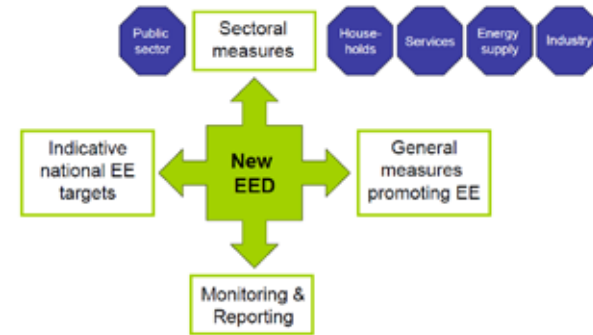 Public
sector
Sectoral
measures
House-
holds
Services
Energy
supply
Industry
Indicative
national EE
targets
New
EED
General
measures
promoting EE
Monitoring &
Reporting